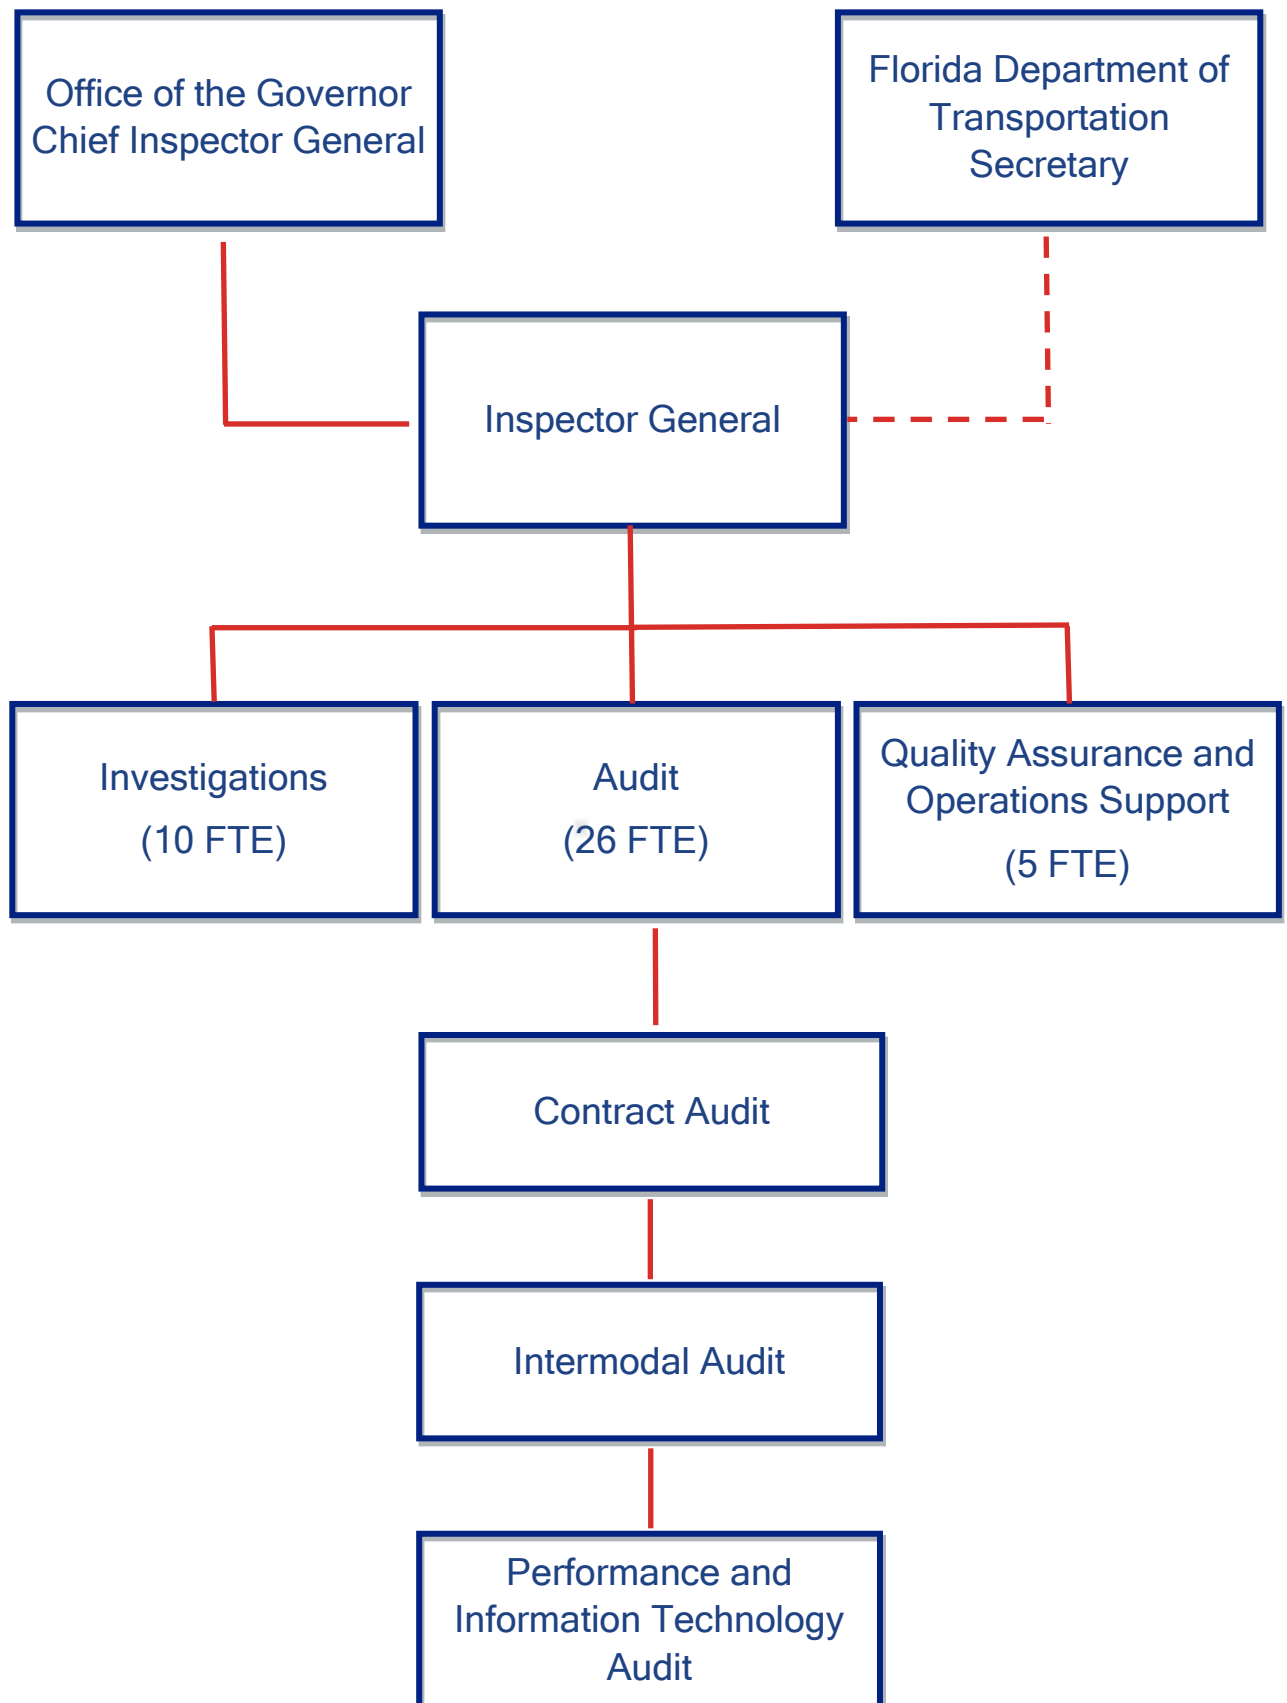 Office of the Governor
Chief Inspector General
Florida Department of
Transportation
Secretary
Inspector General
Investigations
(10 FTE)
Audit
(26 FTE)
Quality Assurance and
Operations Support
(5 FTE)
Contract Audit
Intermodal Audit
Performance and
Information Technology
Audit